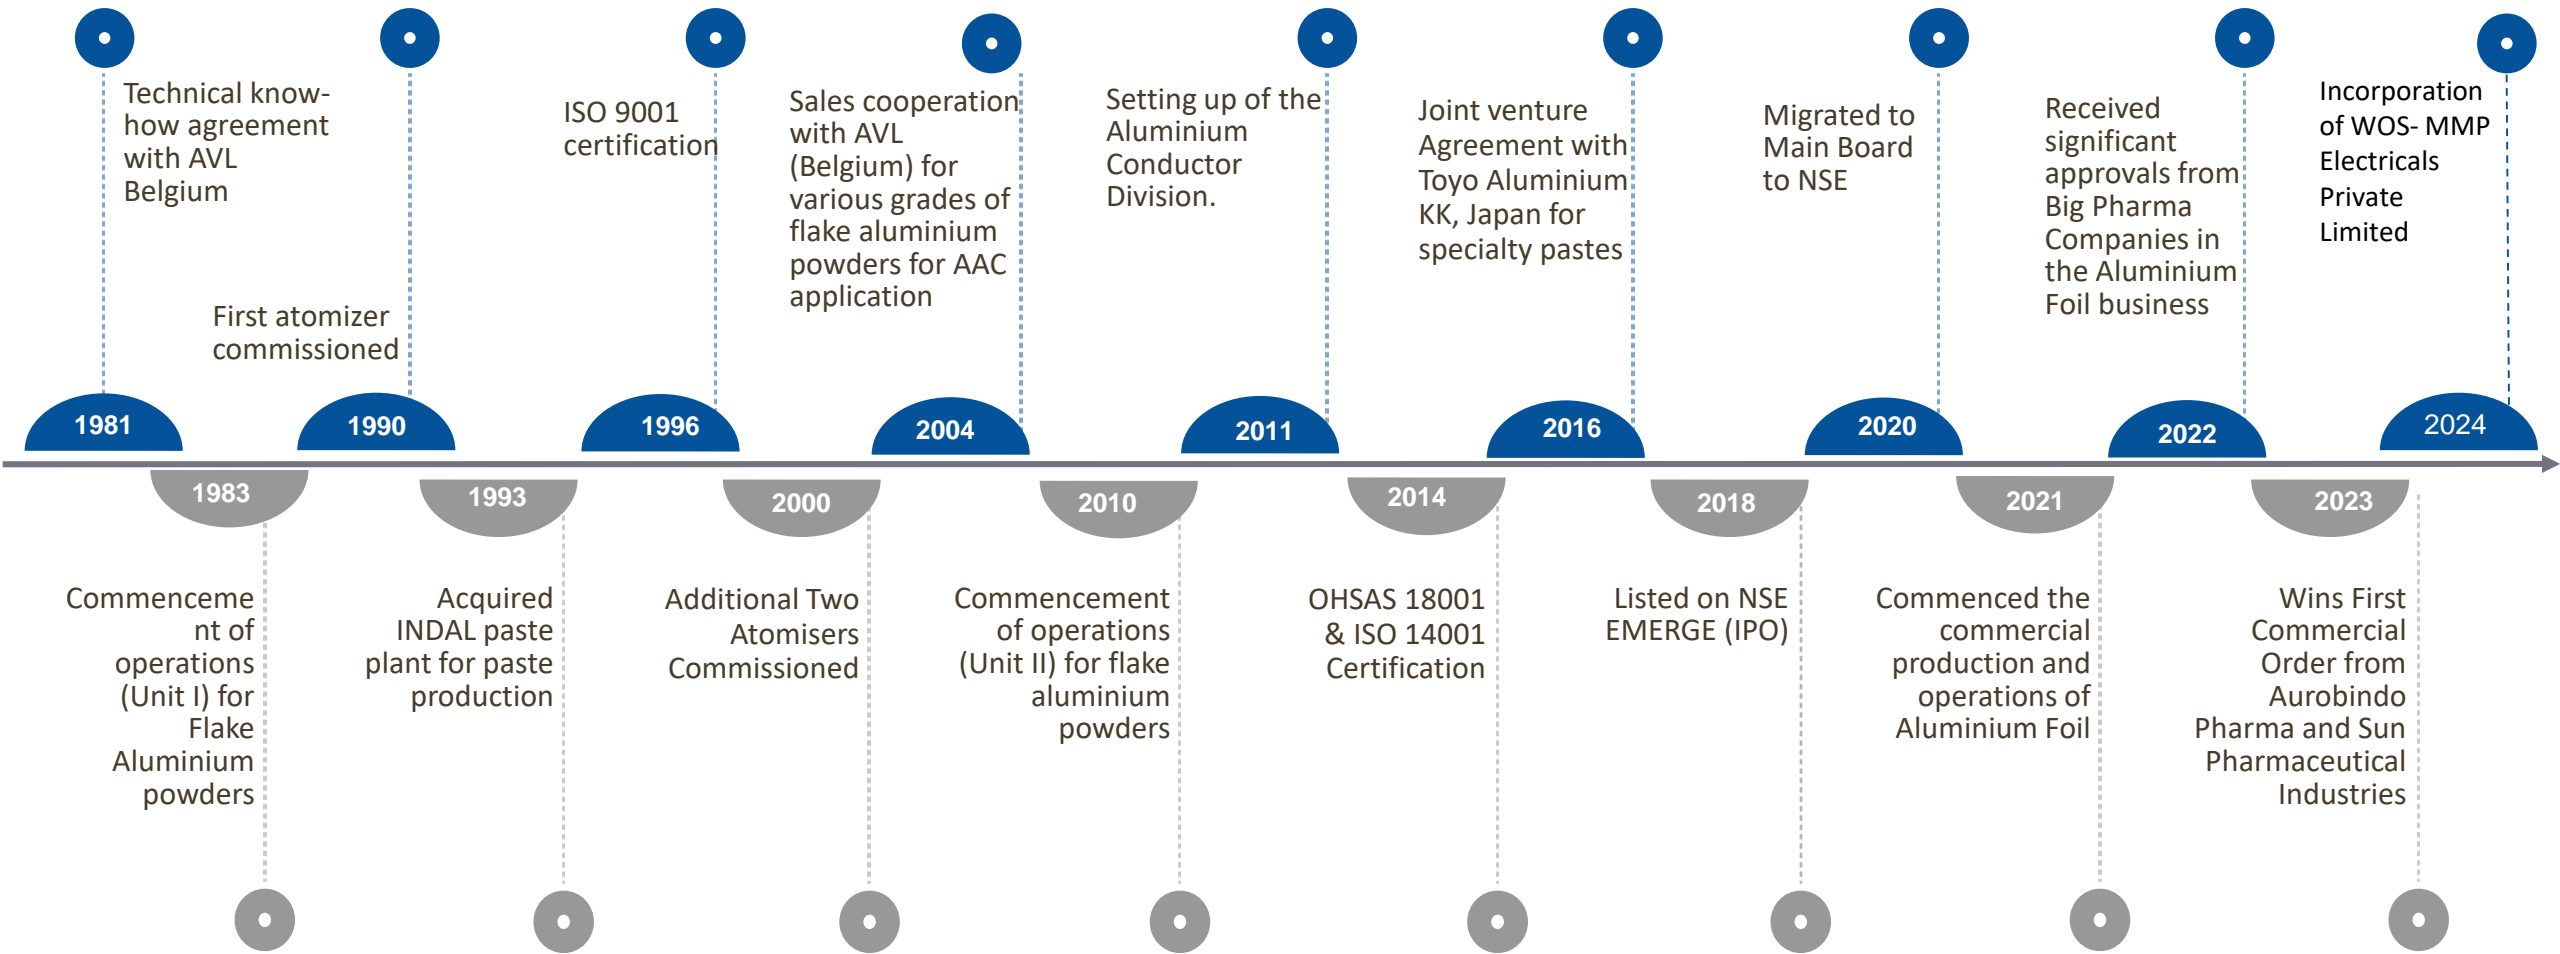 Technical know-
how agreement
with AVL
Belgium
1981
First atomizer
commissioned
1990
ISO 9001
certification
1996
Sales cooperation
with AVL
(Belgium) for
various grades of
flake aluminium
powders for AAC
application
2004
Setting up of the
Aluminium
Conductor
Division.
2011
Joint venture
Agreement with
Toyo Aluminium
KK, Japan for
specialty pastes
2016
Migrated to
Main Board
to NSE
2020
Received
significant
approvals from
Big Pharma
Companies in
the Aluminium
Foil business
2022
Incorporation
of WOS- MMP
Electricals
Private
Limited
2024
1983
Commenceme
nt of
operations
(Unit I) for
Flake
Aluminium
powders
1993
Acquired
INDAL paste
plant for paste
production
2000
Additional Two
Atomisers
Commissioned
2010
Commencement
of operations
(Unit II) for flake
aluminium
powders
2014
OHSAS 18001
& ISO 14001
Certification
2018
Listed on NSE
EMERGE (IPO)
2021
Commenced the
commercial
production and
operations of
Aluminium Foil
2023
Wins First
Commercial
Order from
Aurobindo
Pharma and Sun
Pharmaceutical
Industries